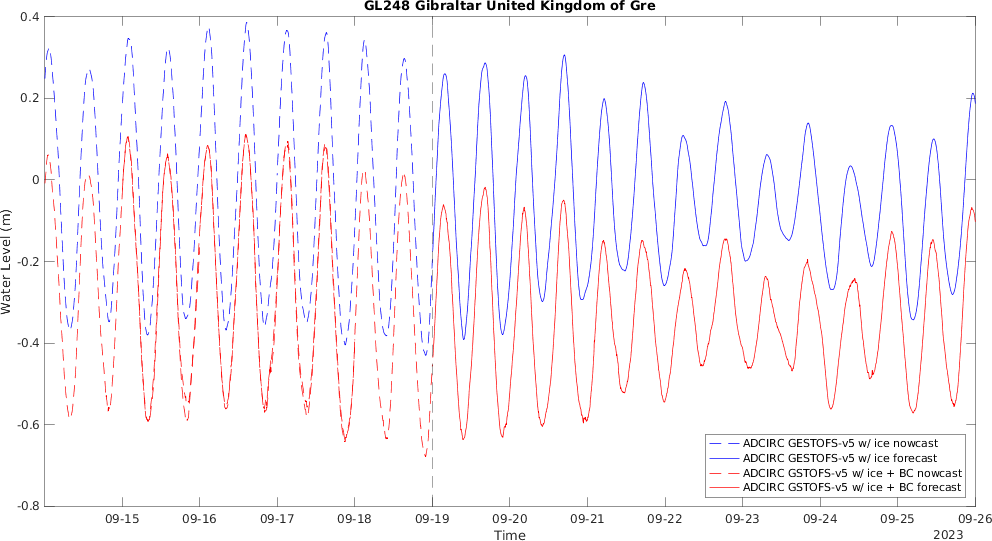 GL248 Gibraltar United Kingdom of Gre
0.4
0.2
0
-0.2
-0.4
-0.6
-0.8
Water Level (m)
ADCIRC GESTOFS-v5 w/ ice nowcast
ADCIRC GESTOFS-v5 w/ ice forecast
ADCIRC GSTOFS-v5 w/ ice + BC nowcast
ADCIRC GSTOFS-v5 w/ ice + BC forecast
09-15 09-16 09-17 09-18 09-19 09-20 09-21 09-22 09-23 09-24 09-25 09-26
Time
2023